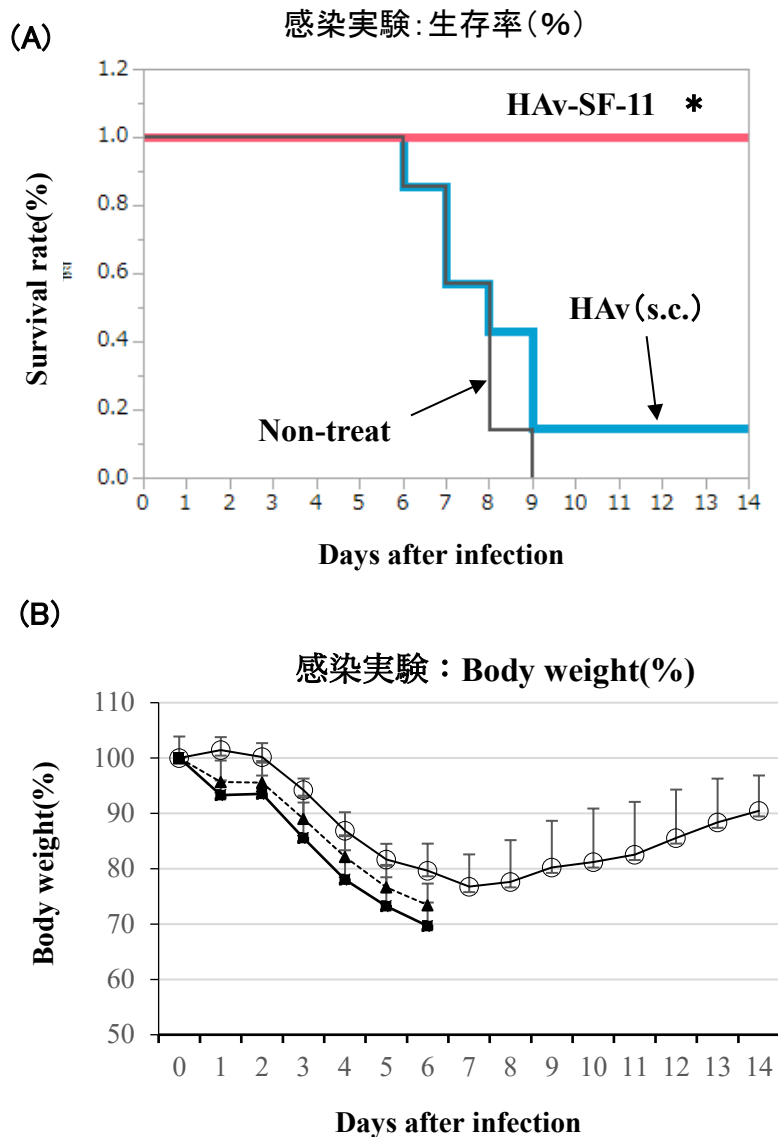 (A)
感染実験:生存率(%)
1.2
1.0
0.8
0.6
0.4
0.2
0.0
Survival rate(%)
HAv-SF-11 *
HAv(s.c.)
Non-treat
0 1 2 3 4 5 6 7 8 9 10 11 12 13 14
Days after infection
(B)
感染実験:Body weight(%)
110
100
90
80
70
60
50
Body weight(%)
0 1 2 3 4 5 6 7 8 9 10 11 12 13 14
Days after infection